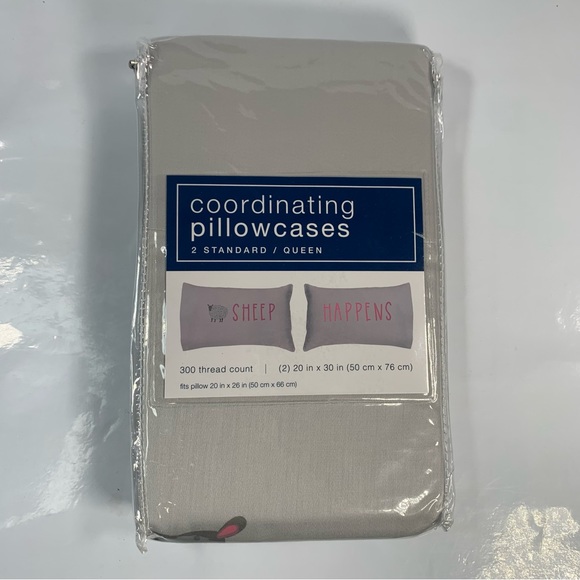 coordinating
pillowcases
2 STANDARD / QUEEN
SHEEP HAPPENS
300 thread count | (2) 20 in x 30 in (50 cm x 76 cm)
fits pillow 20 in x 26 in (50 cm x 66 cm)